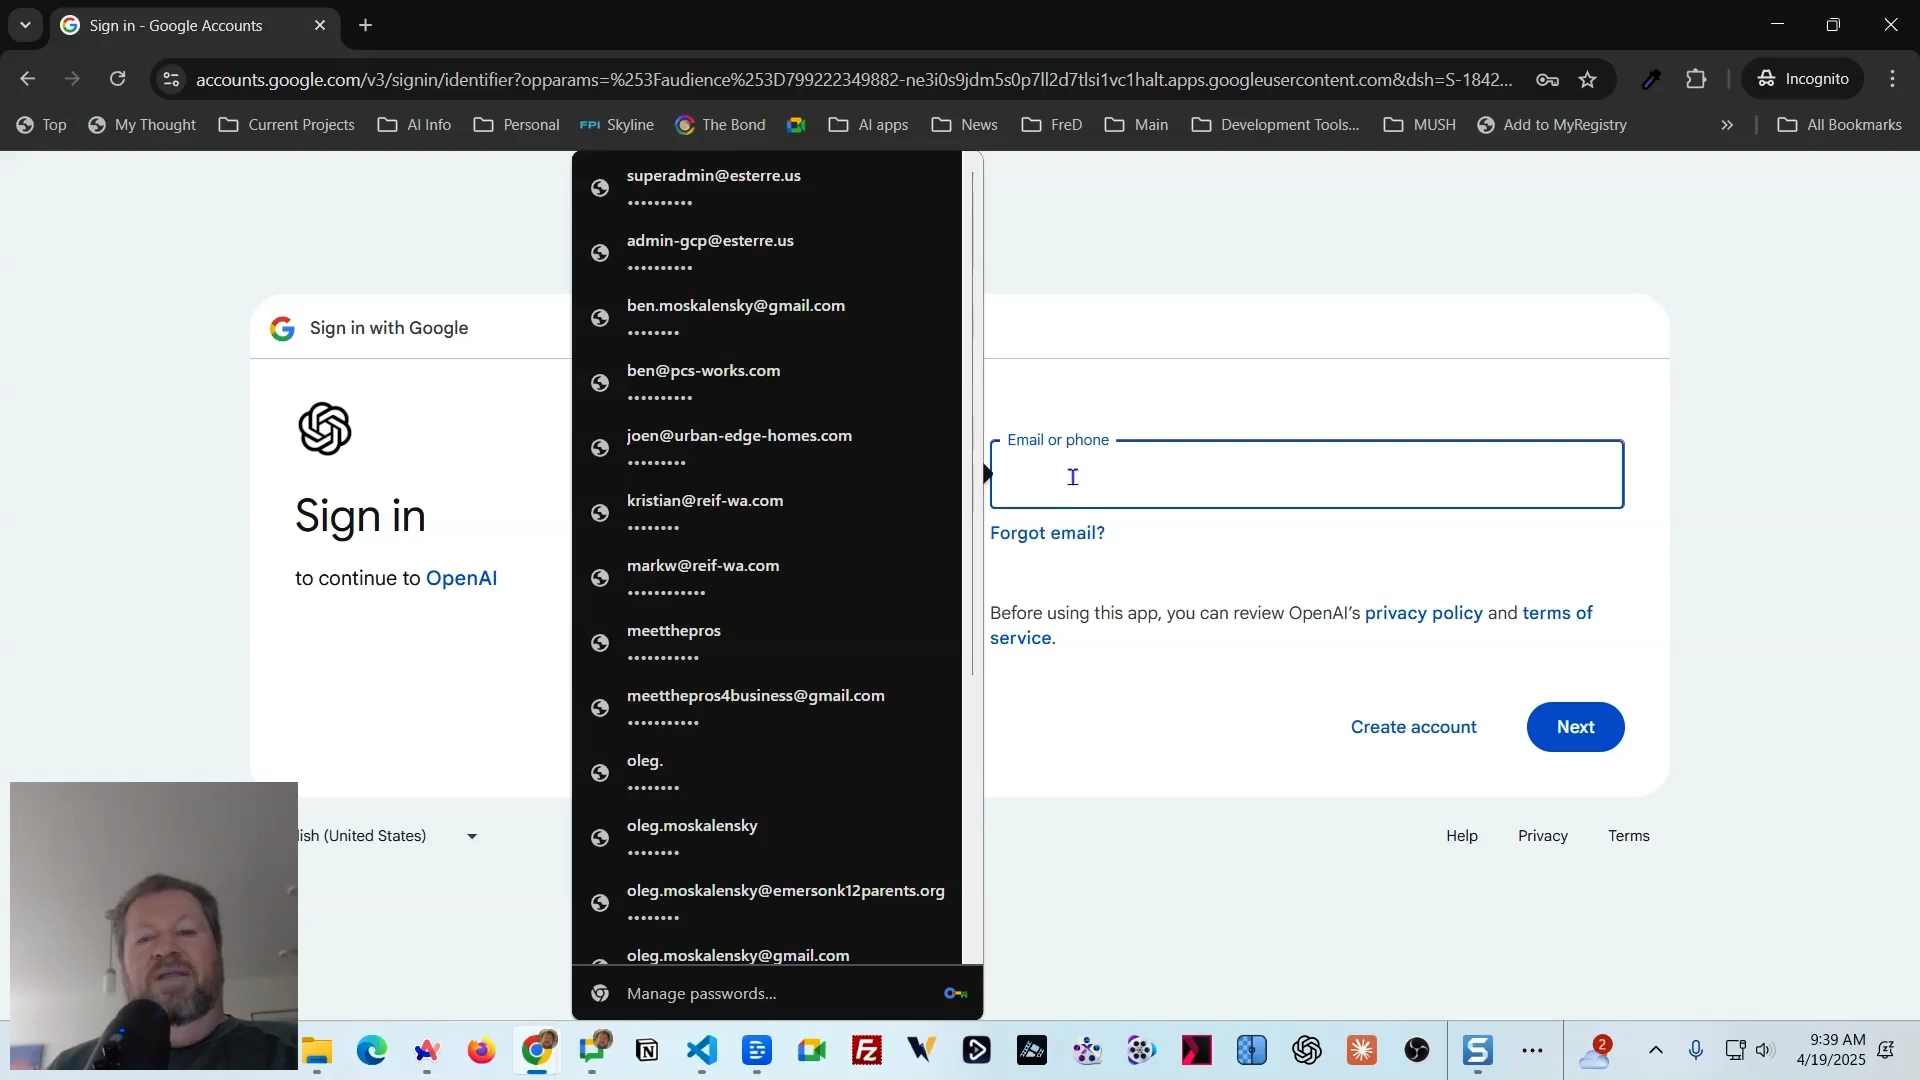 Sign in - Google Accounts
accounts.google.com/v3/signin/identifier?opparams=%253Faudience%253D799222349882-ne3i0s9jdm5s0p7ll2d7tlsi1vc1halt.apps.googleusercontent.com&dsh=S-1842...
Incognito
Top
My Thought
Current Projects
AI Info
Personal
FPI Skyline
The Bond
AI apps
News
FreD
Main
Development Tools...
MUSH
Add to MyRegistry
All Bookmarks
Sign in with Google
Sign in
to continue to OpenAI
superadmin@esterre.us
admin-gcp@esterre.us
ben.moskalensky@gmail.com
ben@pcs-works.com
joen@urban-edge-homes.com
kristian@reif-wa.com
markw@reif-wa.com
meetthepros
meetthepros4business@gmail.com
oleg.
oleg.moskalensky
oleg.moskalensky@emersonk12parents.org
oleg.moskalensky@gmail.com
Manage passwords...
Email or phone
Forgot email?
Before using this app, you can review OpenAI's privacy policy and terms of
service.
Create account
Next
lish (United States)
Help
Privacy
Terms
2
9:39 AM
4/19/2025